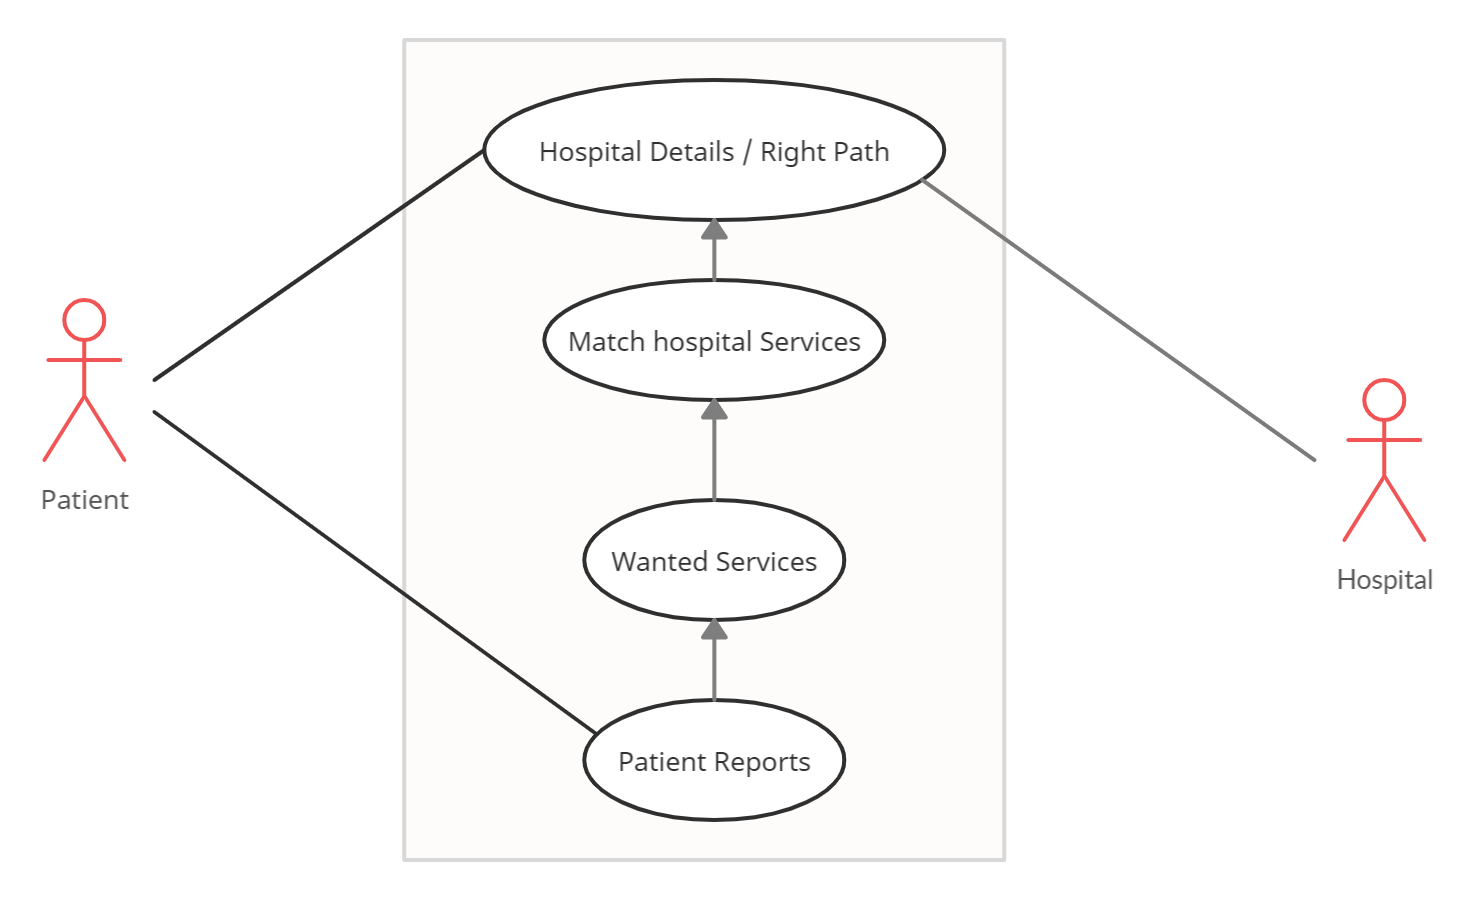 Hospital Details / Right Path
Match hospital Services
Patient
Wanted Services
Hospital
Patient Reports